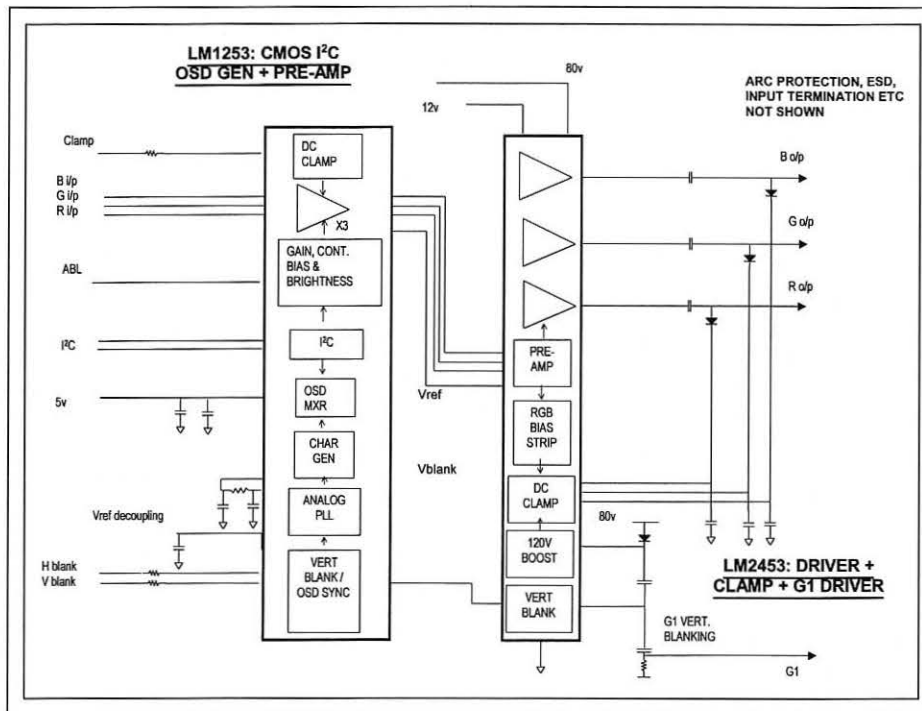 LM1253: CMOS I²C
OSD GEN + PRE-AMP
80v
12v
ARC PROTECTION, ESD,
INPUT TERMINATION ETC
NOT SHOWN
Clamp
DC
CLAMP
B i/p
G i/p
R i/p
X3
B o/p
G o/p
R o/p
ABL
GAIN, CONT.
BIAS &
BRIGHTNESS
I²C
I²C
PRE-
AMP
5v
OSD
MXR
Vref
RGB
BIAS
STRIP
CHAR
GEN
Vblank
DC
CLAMP
80v
Vref decoupling
ANALOG
PLL
120V
BOOST
LM2453: DRIVER +
CLAMP + G1 DRIVER
H blank
V blank
VERT
BLANK /
OSD SYNC
VERT
BLANK
G1 VERT.
BLANKING
G1